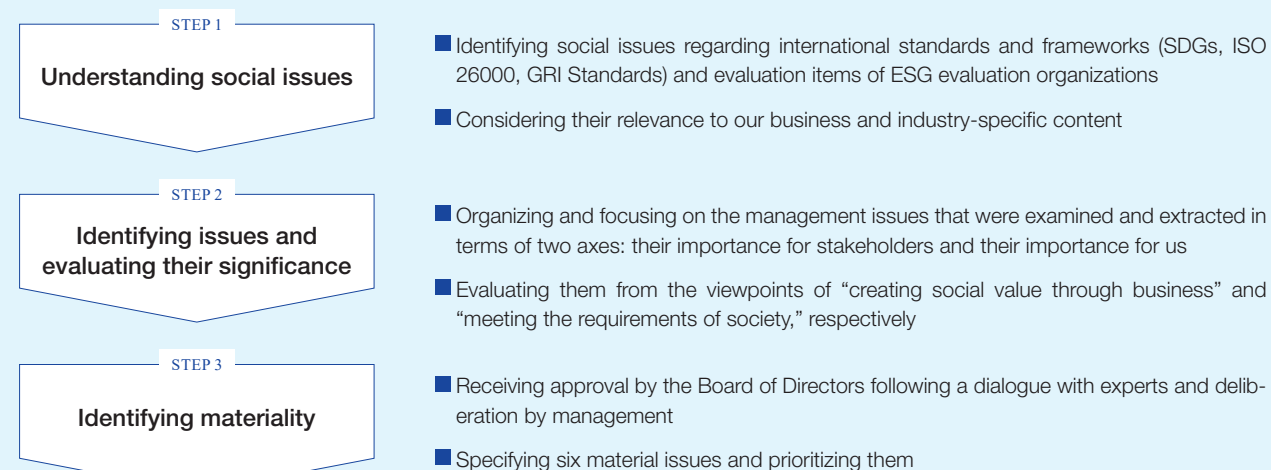 STEP 1
Understanding social issues
■ Identifying social issues regarding international standards and frameworks (SDGs, ISO
26000, GRI Standards) and evaluation items of ESG evaluation organizations
■ Considering their relevance to our business and industry-specific content
STEP 2
Identifying issues and
evaluating their significance
■ Organizing and focusing on the management issues that were examined and extracted in
terms of two axes: their importance for stakeholders and their importance for us
■ Evaluating them from the viewpoints of “creating social value through business” and
“meeting the requirements of society,” respectively
STEP 3
Identifying materiality
■ Receiving approval by the Board of Directors following a dialogue with experts and delib-
eration by management
■ Specifying six material issues and prioritizing them